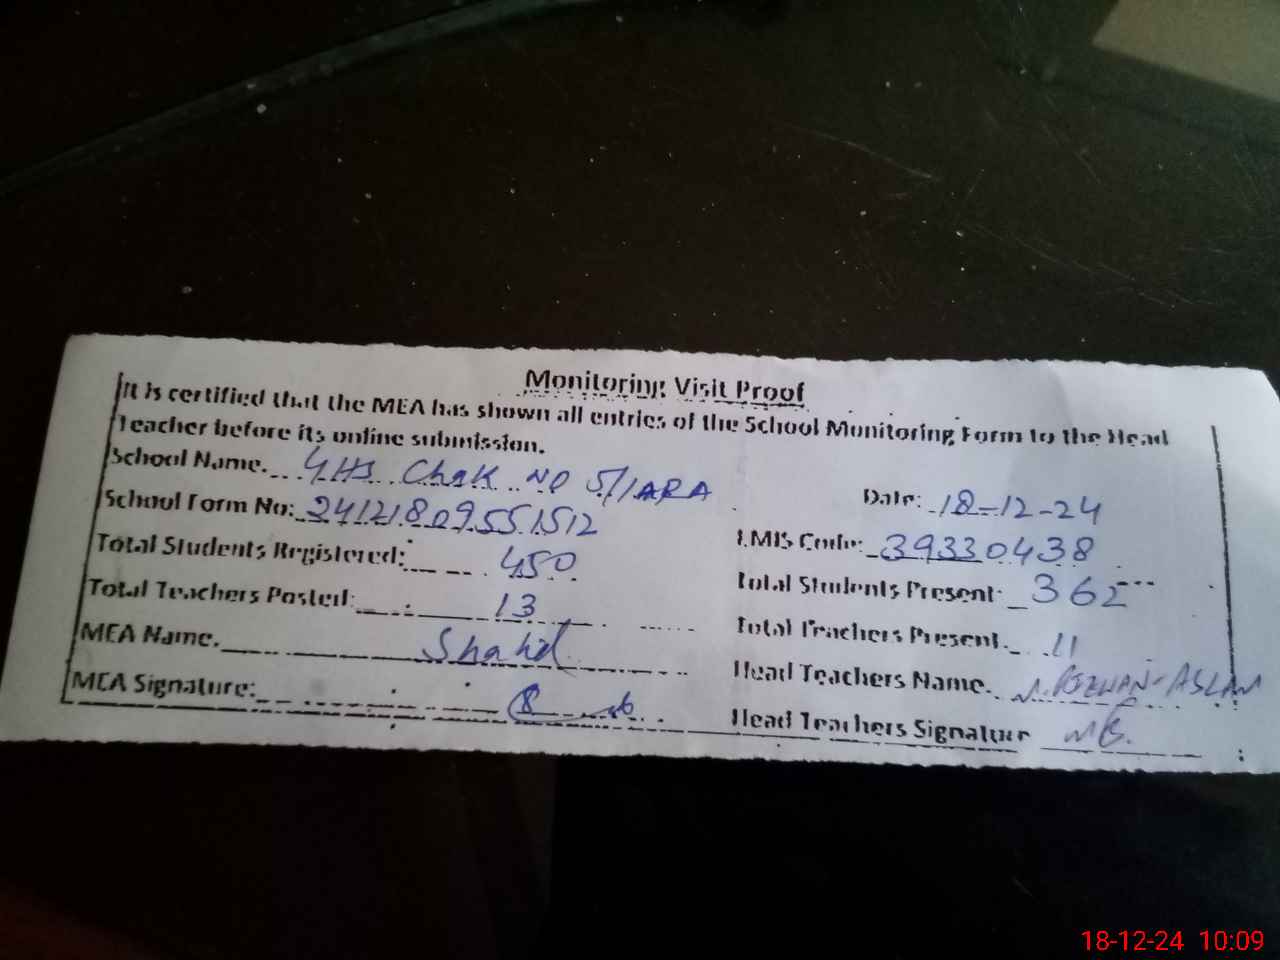 Monitoring Visit Proof
It is certified that the MEA has shown all entries of the School Monitoring Form to the Head
Teacher before its online submission.
School Name. GHS Chak NO 5/1ARA
Date: 18-12-24
School Form No: 241218095551512
EMIS Code: 39330438
Total Students Registered: 450
Total Students Present: 362
Total Teachers Posted: 13
Total Teachers Present. 11
MEA Name. Shahid
Head Teachers Name. M. RIZWAN ASLAM
MEA Signature:
Head Teachers Signature
18-12-24 10:09